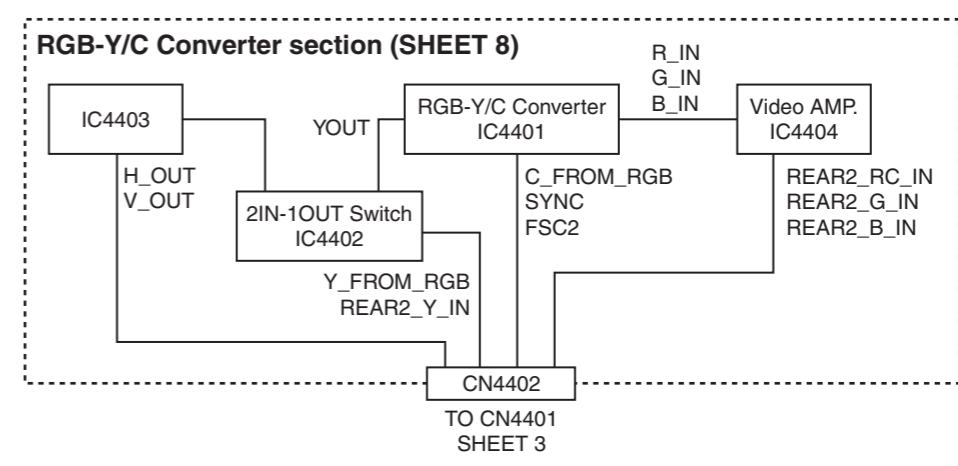 RGB-Y/C Converter section (SHEET 8)
R_IN
G_IN
B_IN
IC4403
YOUT
RGB-Y/C Converter
IC4401
Video AMP.
IC4404
H_OUT
V_OUT
2IN-1OUT Switch
IC4402
C_FROM_RGB
SYNC
FSC2
REAR2_RC_IN
REAR2_G_IN
REAR2_B_IN
Y_FROM_RGB
REAR2_Y_IN
CN4402
TO CN4401
SHEET 3